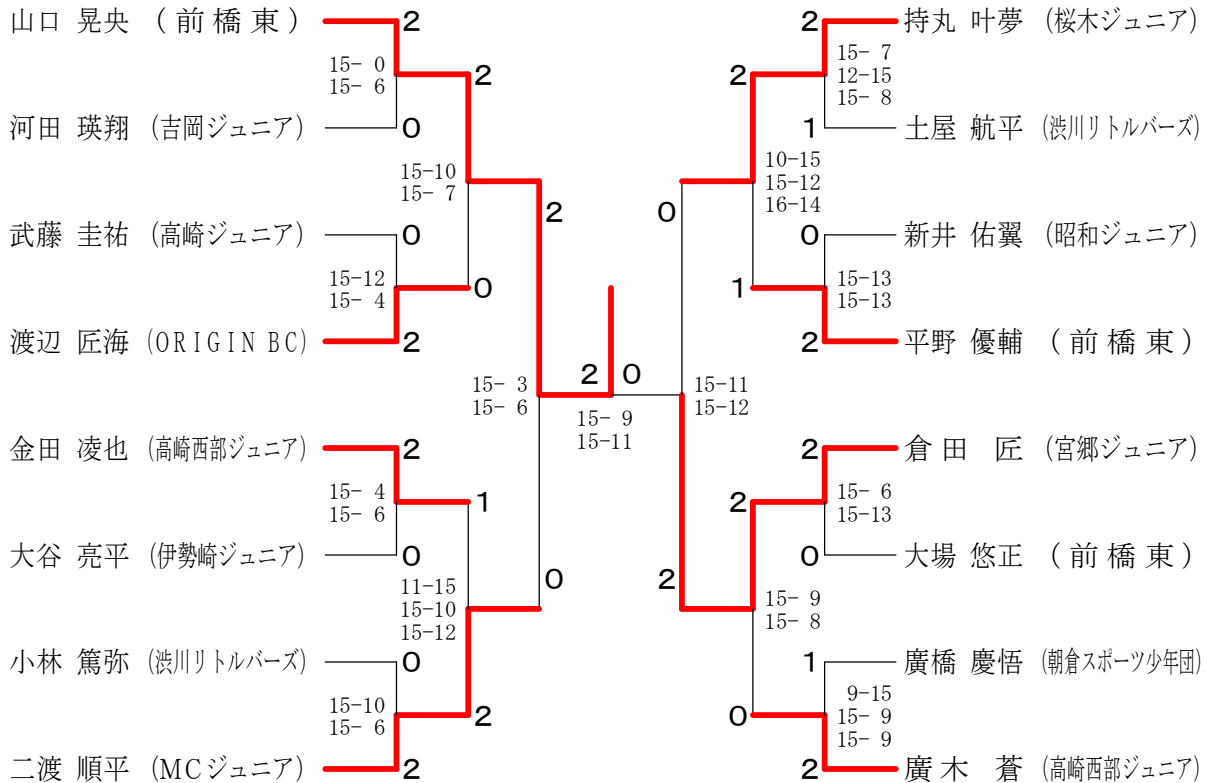 山口 晃央 （前橋東） 2
15- 0
15- 6
2
河田 瑛翔 (吉岡ジュニア) 0
15-10
15- 7
2
武藤 圭祐 (高崎ジュニア) 0
15-12
15- 4
0
渡辺 匠海 (ORIGIN BC) 2
15- 3
15- 6
金田 凌也 (高崎西部ジュニア) 2
15- 4
15- 6
1
大谷 亮平 (伊勢崎ジュニア) 0
11-15
15-10
15-12
0
小林 篤弥 (渋川リトルバーズ) 0
15-10
15- 6
2
二渡 順平 (MCジュニア) 2
2 0
15- 9
15-11
2 持丸 叶夢 (桜木ジュニア)
2
15- 7
12-15
15- 8
1 土屋 航平 (渋川リトルバーズ)
0
10-15
15-12
16-14
0 新井 佑翼 (昭和ジュニア)
1
15-13
15-13
2 平野 優輔 （前橋東）
15-11
15-12
2 倉田 匠 (宮郷ジュニア)
2
15- 6
15-13
0 大場 悠正 （前橋東）
2
15- 9
15- 8
1 廣橋 慶悟 (朝倉スポーツ少年団)
0
9-15
15- 9
15- 9
2 廣木 蒼 (高崎西部ジュニア)